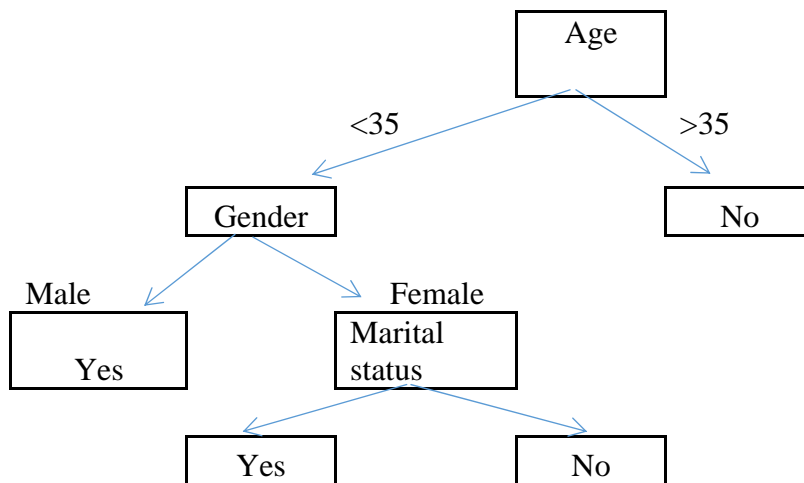 Age
<35
>35
Gender
No
Male
Female
Yes
Marital
status
Yes
No